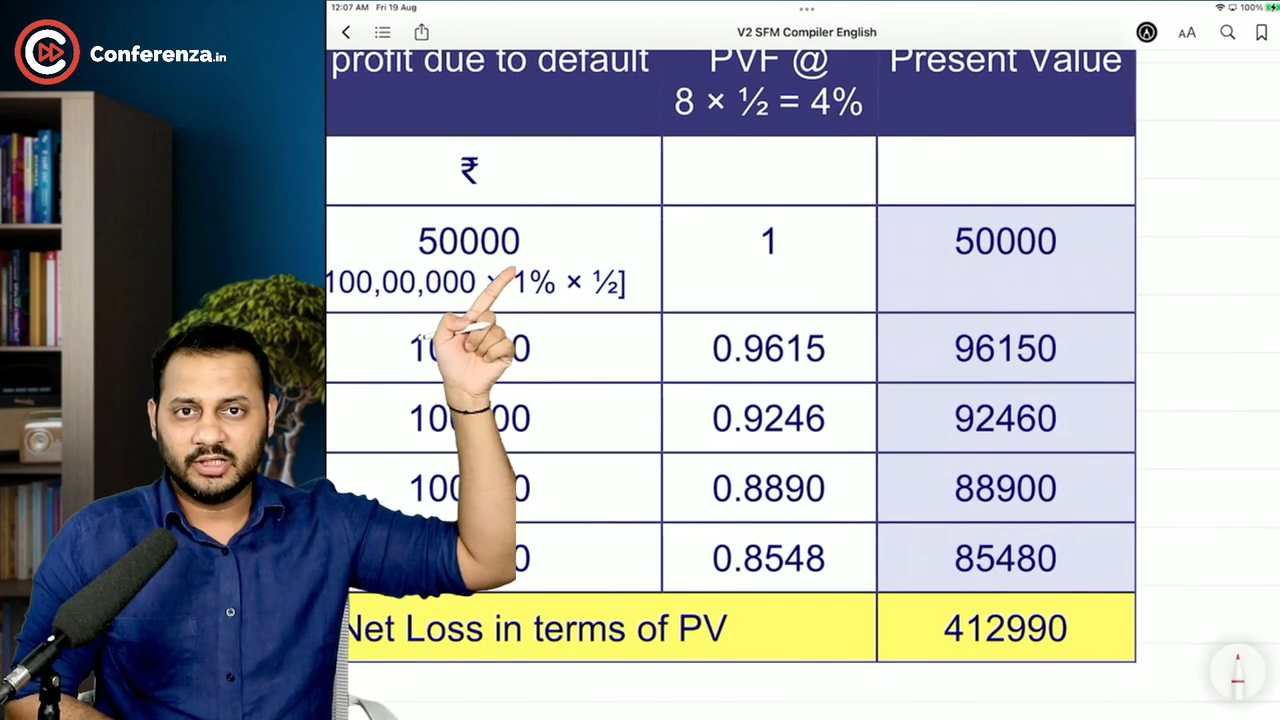 Conferenza.in
12:07 AM Fri 19 Aug
100%
V2 SFM Compiler English
AA
profit due to default PVF @ Present Value
8 × ½ = 4%
₹
50000 1 50000
100,00,000 × 1% × ½]
0.9615 96150
0.9246 92460
0.8890 88900
0.8548 85480
Net Loss in terms of PV 412990